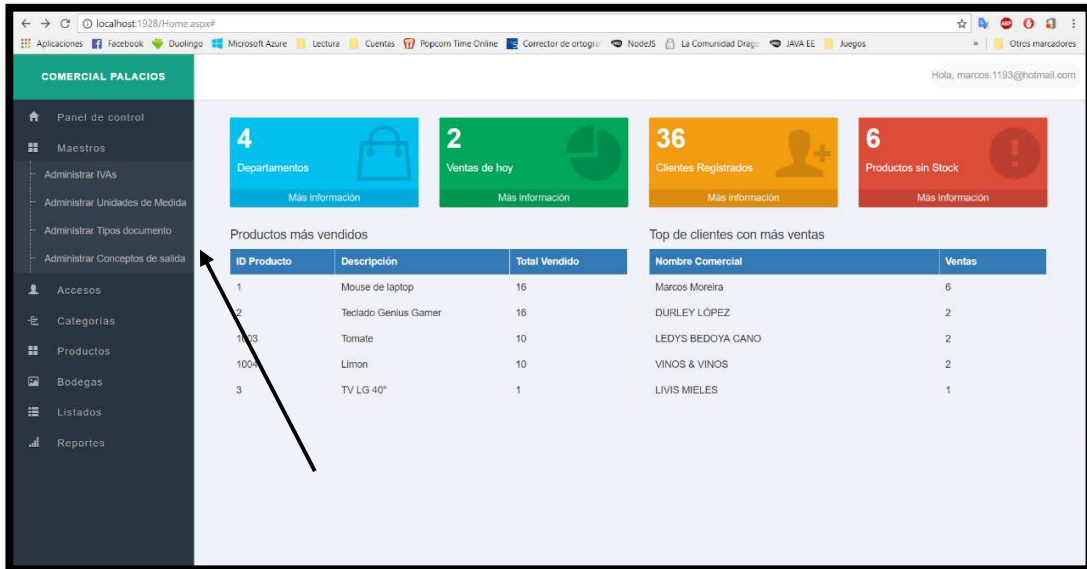 localhost:1928/Home.aspx#
Aplicaciones Facebook Duolingo Microsoft Azure Lectura Cuentas Popcorn Time Online Corrector de ortogra NodeJS La Comunidad Drag JAVA EE Juegos » Otros marcadores
COMERCIAL PALACIOS
Hola, marcos.1193@hotmail.com
Panel de control
Maestros
Administrar IVAs
Administrar Unidades de Medida
Administrar Tipos documento
Administrar Conceptos de salida
Accesos
Categorías
Productos
Bodegas
Listados
Reportes
4
Departamentos
Más información
2
Ventas de hoy
Más información
36
Clientes Registrados
Más información
6
Productos sin Stock
Más información
Productos más vendidos
ID Producto Descripción Total Vendido
1 Mouse de laptop 16
2 Teclado Genius Gamer 16
1003 Tomate 10
1004 Limon 10
3 TV LG 40" 1
Top de clientes con más ventas
Nombre Comercial Ventas
Marcos Moreira 6
DURLEY LÓPEZ 2
LEDYS BEDOYA CANO 2
VINOS & VINOS 2
LIVIS MIELES 1